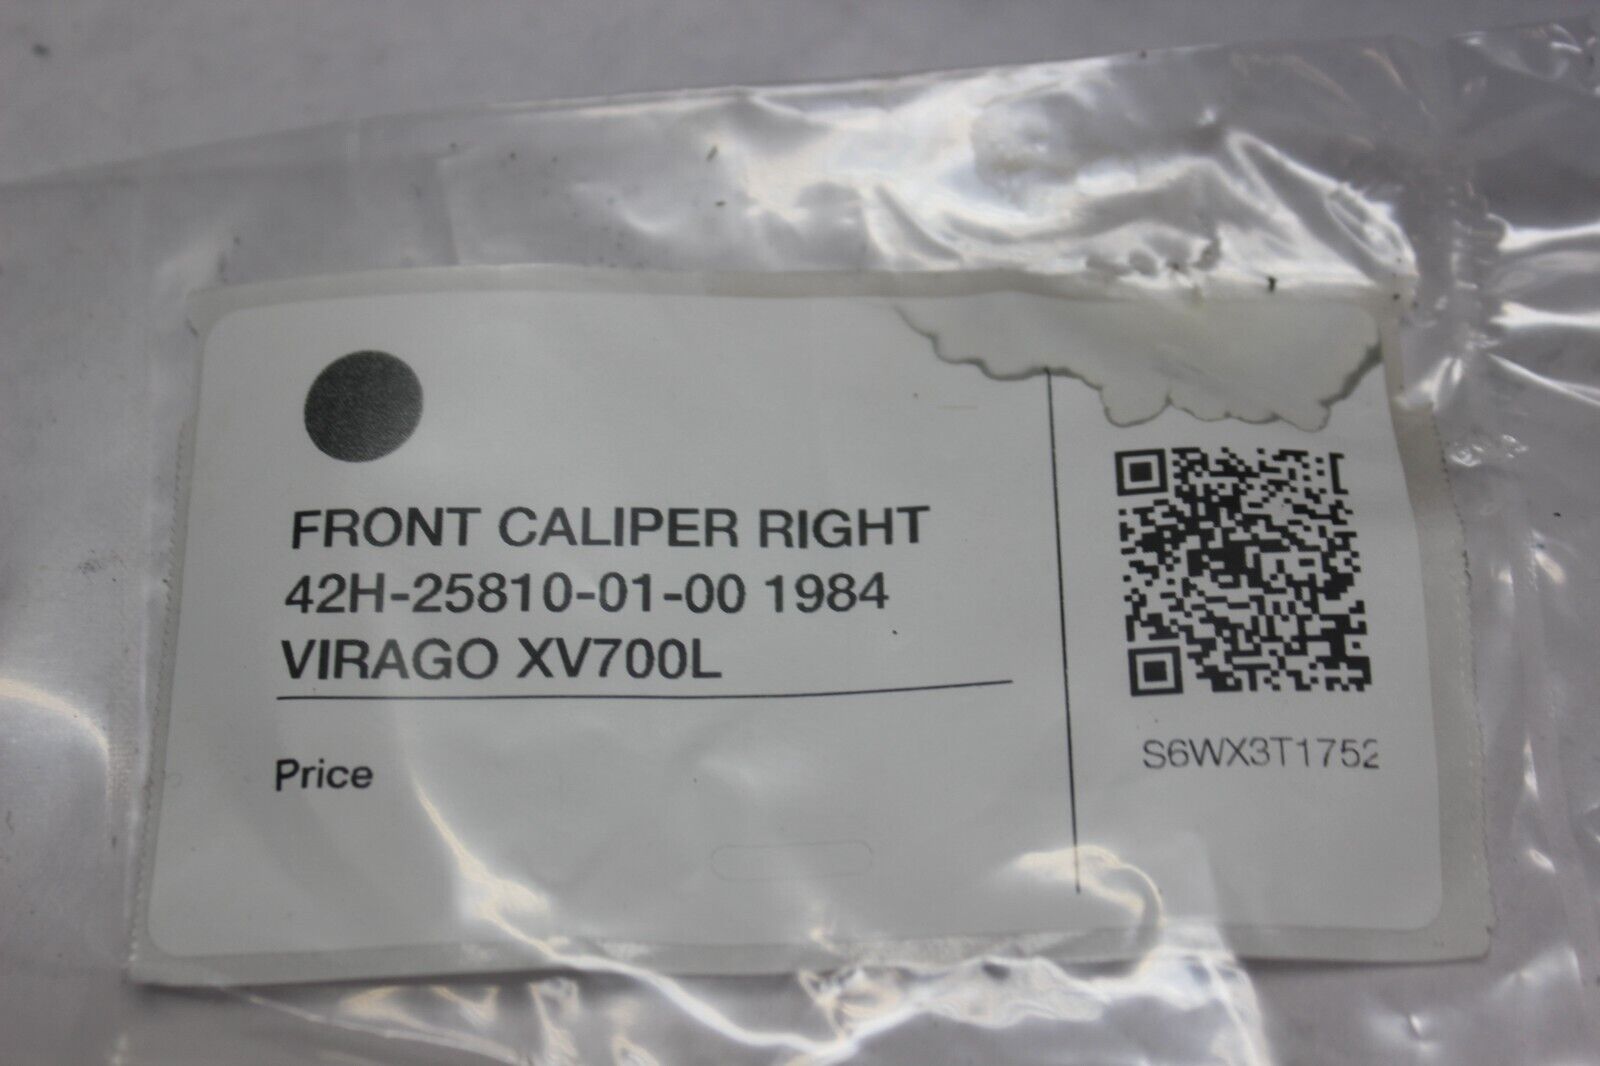 FRONT CALIPER RIGHT
42H-25810-01-00 1984
VIRAGO XV700L
Price
S6WX3T1752